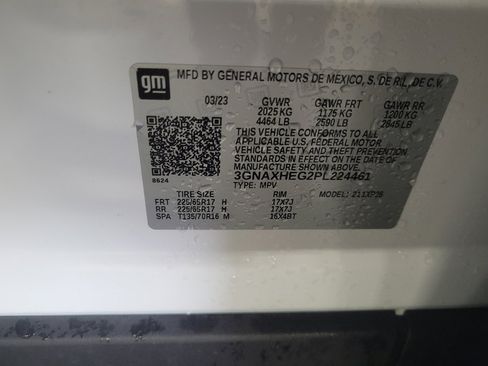 gm
MFD BY GENERAL MOTORS DE MEXICO, S. DE R.L. DE C.V.
03/23 GVWR GAWR FRT GAWR RR
2025 KG 1175 KG 1200 KG
4464 LB 2590 LB 2645 LB
THIS VEHICLE CONFORMS TO ALL
APPLICABLE U.S. FEDERAL MOTOR
VEHICLE SAFETY AND THEFT
PREVENTION STANDARDS IN EFFECT
ON THE DATE OF MANUFACTURE
SHOWN ABOVE.
8624 3GNAXHEG2PL224461
TYPE: MPV MODEL:
TIRE SIZE RIM
FRT 225/65R17 H 17X7J
RR 225/65R17 H 17X7J
SPA T135/70R16 M 16X4BT